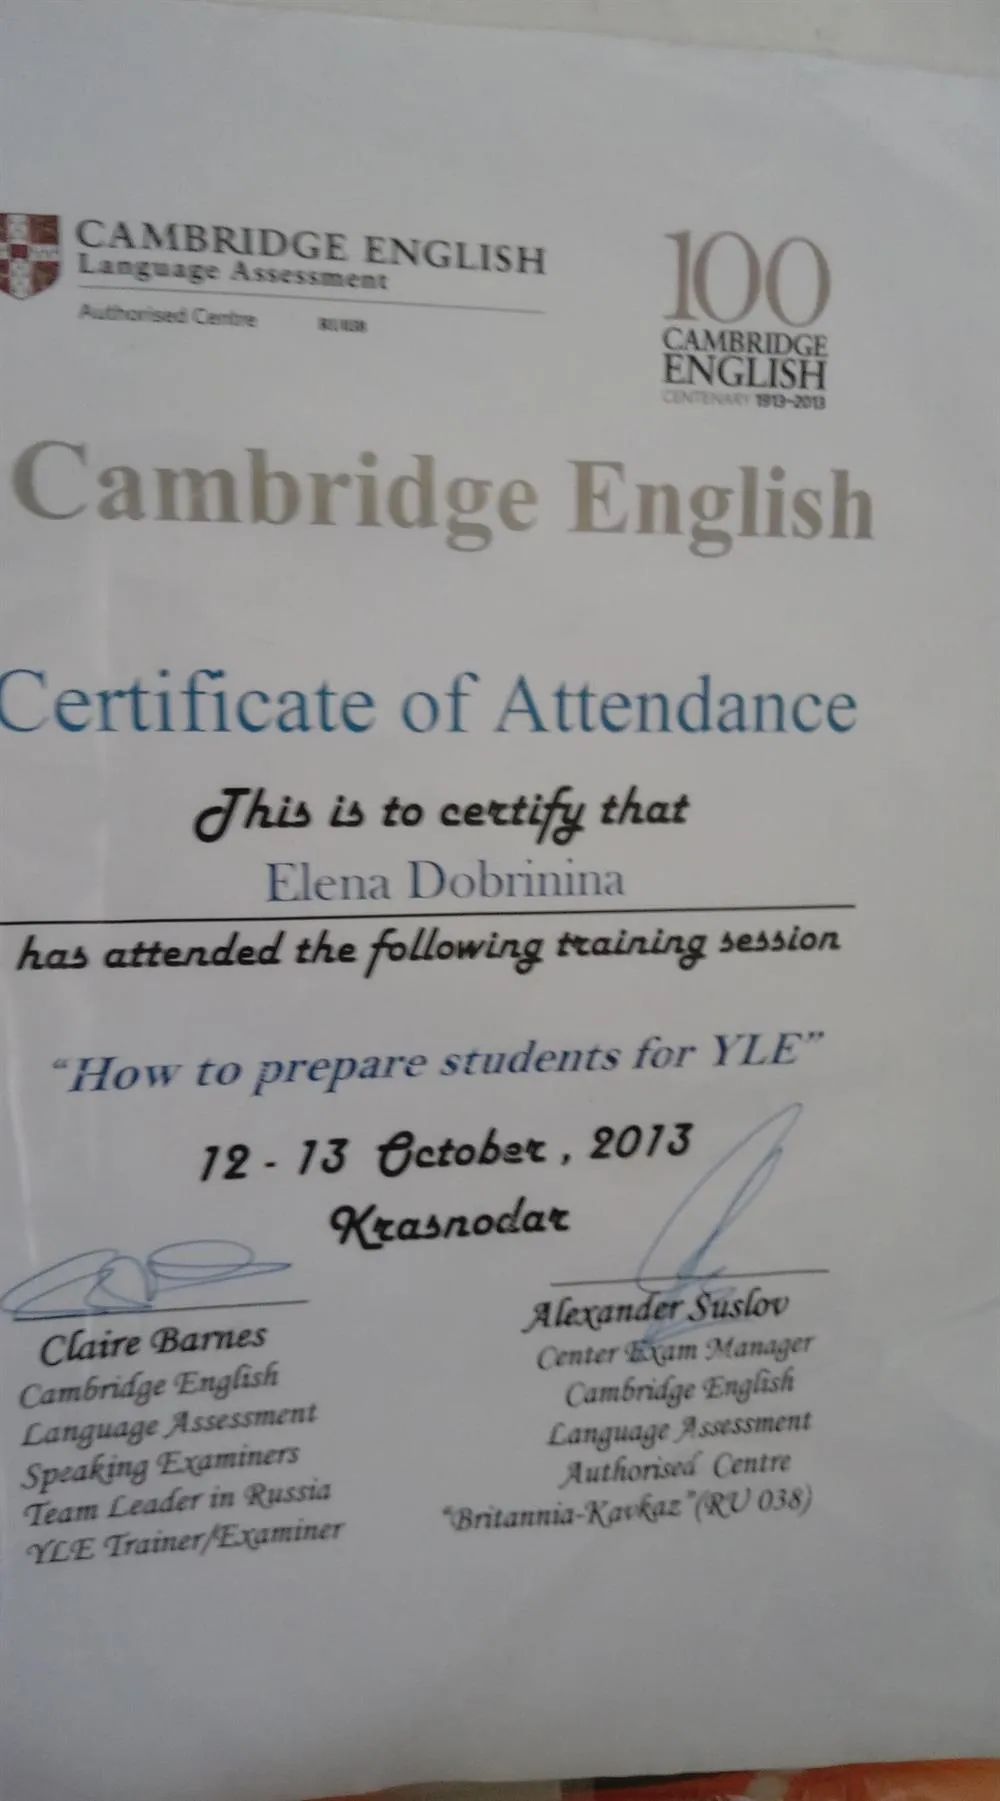 CAMBRIDGE ENGLISH
Language Assessment
Authorised Centre
100
CAMBRIDGE
ENGLISH
CENTENARY 1913–2013
Cambridge English
Certificate of Attendance
This is to certify that
Elena Dobrinina
has attended the following training session
“How to prepare students for YLE”
12 - 13 October , 2013
Krasnodar
Claire Barnes
Cambridge English
Language Assessment
Speaking Examiners
Team Leader in Russia
YLE Trainer/Examiner
Alexander Suslov
Center Exam Manager
Cambridge English
Language Assessment
Authorised Centre
“Britannia-Kavkaz”(RU 038)